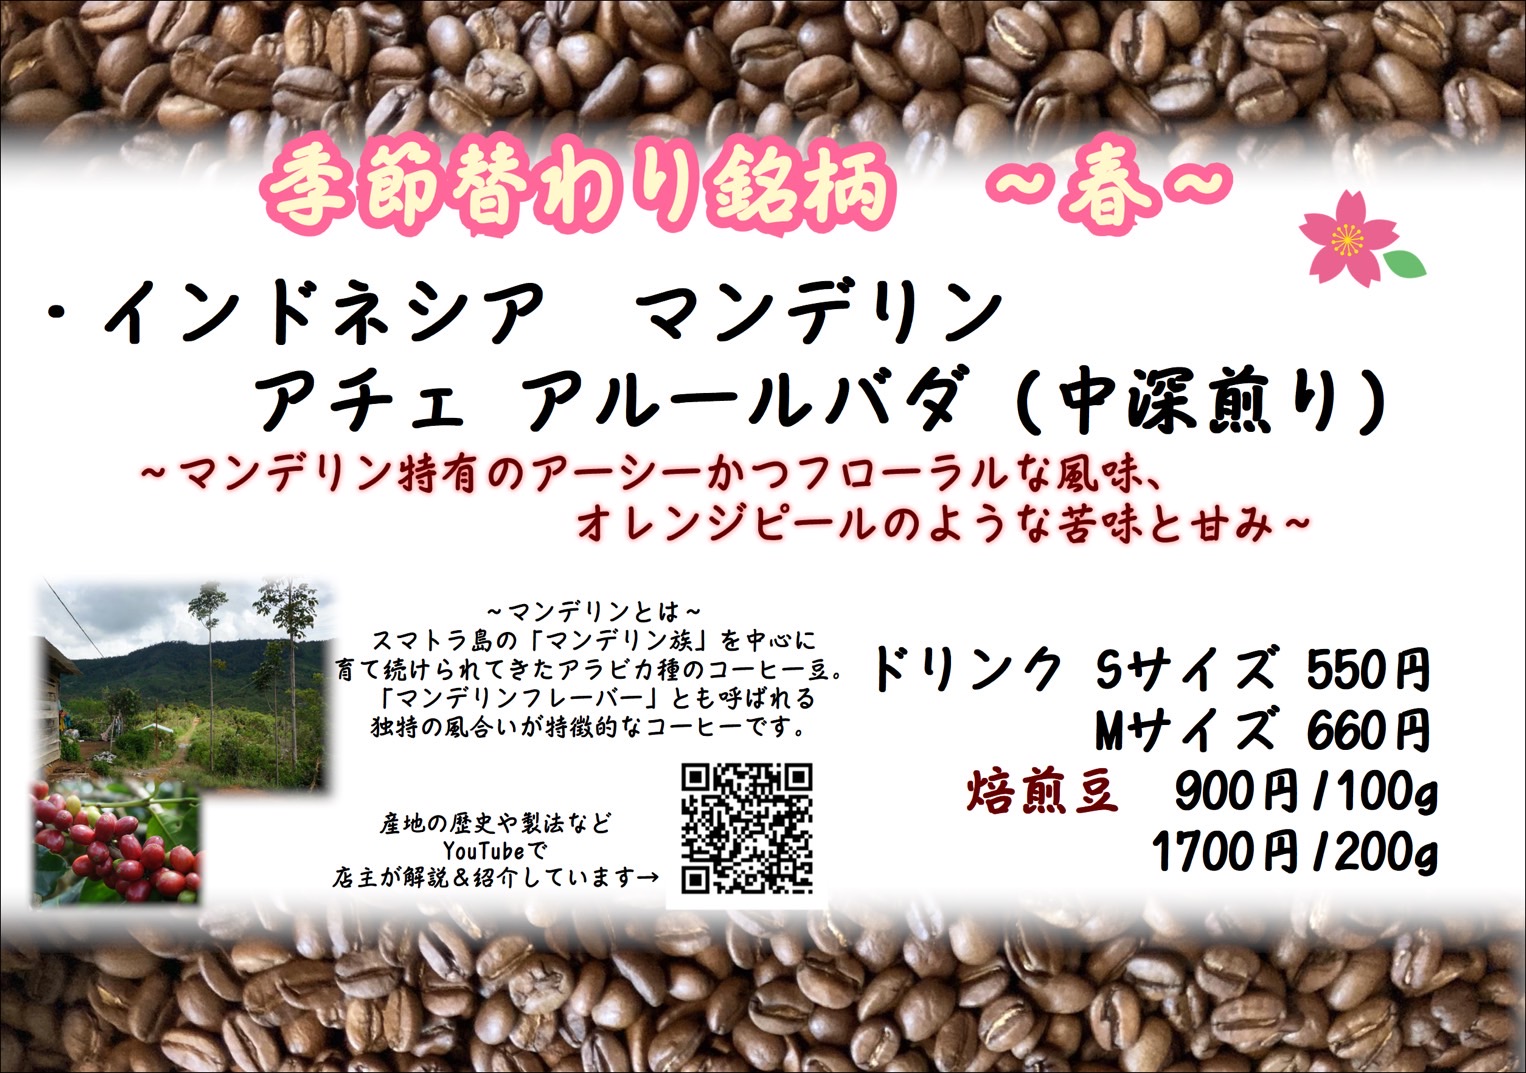 季節替わり銘柄　～春～
・インドネシア　マンデリン
アチェ アルールバダ（中深煎り）
～マンデリン特有のアーシーかつフローラルな風味、
オレンジピールのような苦味と甘み～
～マンデリンとは～
スマトラ島の「マンデリン族」を中心に
育て続けられてきたアラビカ種のコーヒー豆。
「マンデリンフレーバー」とも呼ばれる
独特の風合いが特徴的なコーヒーです。
産地の歴史や製法など
YouTubeで
店主が解説＆紹介しています→
ドリンク Sサイズ 550円
Mサイズ 660円
焙煎豆　900円/100g
1700円/200g